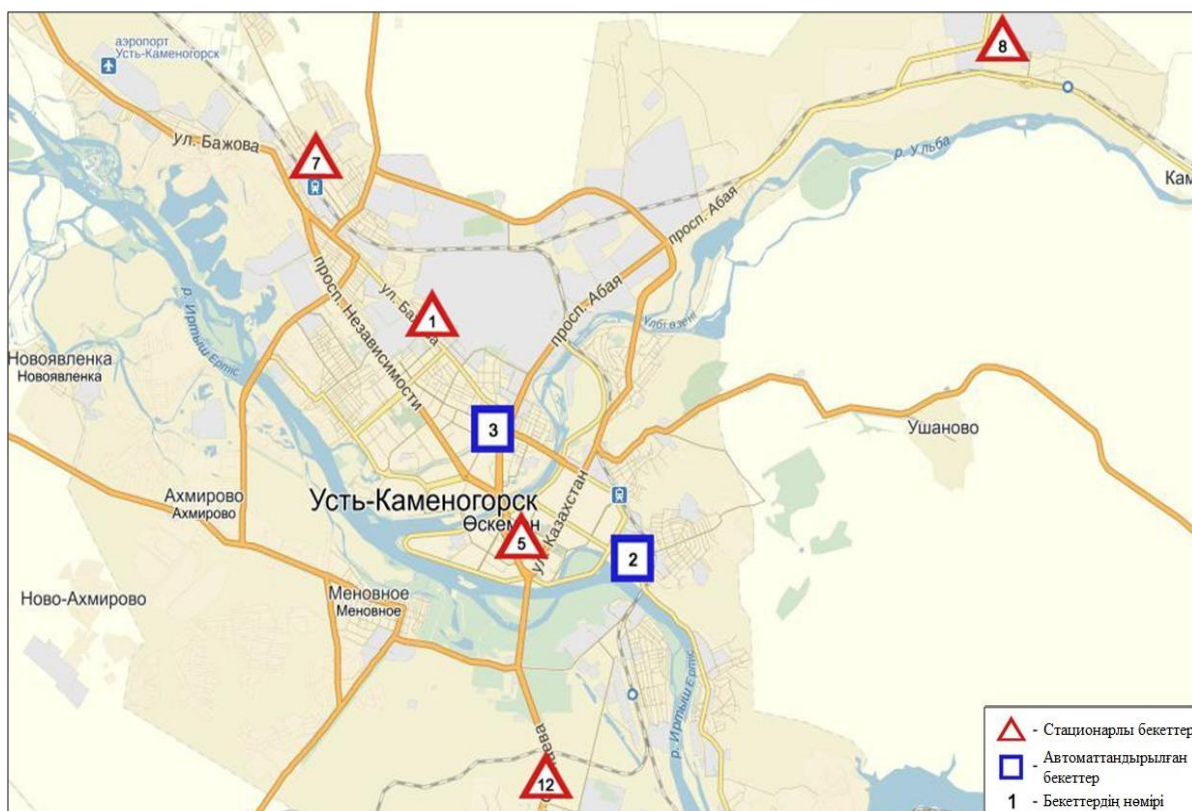 аэропорт
Усть-Каменогорск
8
ул. Бажова
7
р. Ульба
Кам
просп. Абая
р. Иртыш Ертіс
просп. Независимости
ул. Ба
1
просп. Абая
Үлбі өзені
Новоявленка
Новоявленка
3
Ушаново
Ахмирово
Ахмирово
Усть-Каменогорск
Өскемен
5
ул. Казахстан
2
Ново-Ахмирово
Меновное
Меновное
р. Иртыш Ертіс
12
- Стационарлы бекеттер
- Автоматтандырылған
бекеттер
1 - Бекеттердің нөмірі